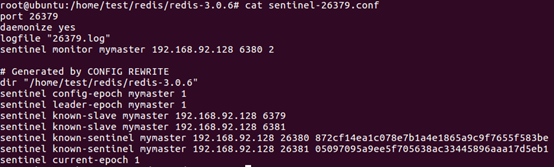 root@ubuntu:/home/test/redis/redis-3.0.6# cat sentinel-26379.conf
port 26379
daemonize yes
logfile "26379.log"
sentinel monitor mymaster 192.168.92.128 6380 2
# Generated by CONFIG REWRITE
dir "/home/test/redis/redis-3.0.6"
sentinel config-epoch mymaster 1
sentinel leader-epoch mymaster 1
sentinel known-slave mymaster 192.168.92.128 6379
sentinel known-slave mymaster 192.168.92.128 6381
sentinel known-sentinel mymaster 192.168.92.128 26380 872cf14ea1c078e7b1a4e1865a9c9f7655f583be
sentinel known-sentinel mymaster 192.168.92.128 26381 05097095a9ee5f705638ac33445896aaa17d5eb1
sentinel current-epoch 1